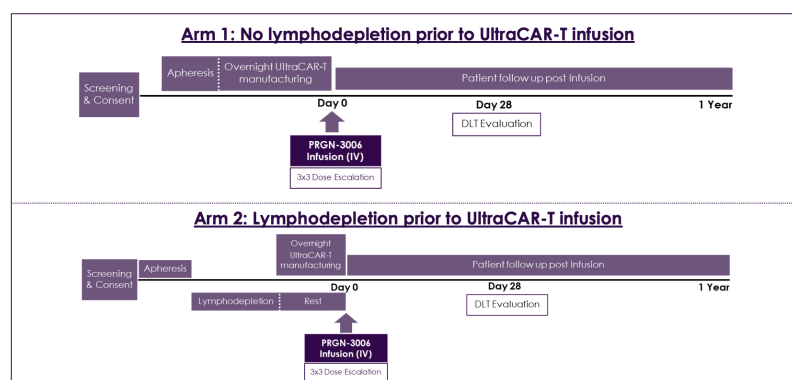 Arm 1: No lymphodepletion prior to UltraCAR-T infusion
Screening
& Consent
Apheresis
Overnight UltraCAR-T
manufacturing
Patient follow up post Infusion
Day 0
Day 28
1 Year
DLT Evaluation
PRGN-3006
Infusion (IV)
3x3 Dose Escalation
Arm 2: Lymphodepletion prior to UltraCAR-T infusion
Screening
& Consent
Apheresis
Overnight
UltraCAR-T
manufacturing
Patient follow up post Infusion
Day 0
Day 28
1 Year
Lymphodepletion
Rest
DLT Evaluation
PRGN-3006
Infusion (IV)
3x3 Dose Escalation